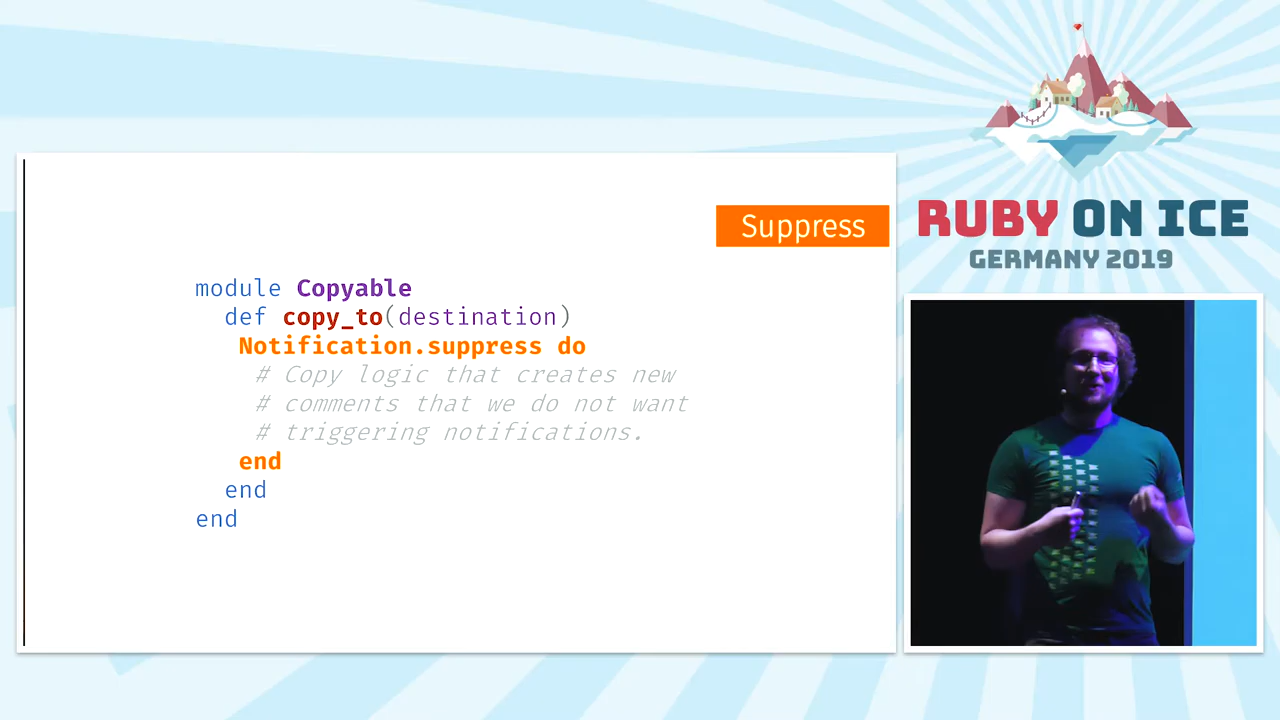 Suppress
module Copyable
def copy_to(destination)
Notification.suppress do
# Copy logic that creates new
# comments that we do not want
# triggering notifications.
end
end
end
RUBY ON ICE
GERMANY 2019